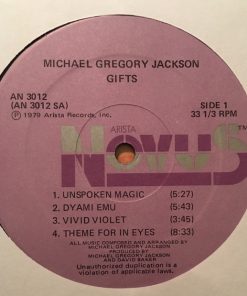 MICHAEL GREGORY JACKSON
GIFTS
AN 3012
(AN 3012 SA)
℗ 1979 Arista Records, Inc.
SIDE 1
33 1/3 RPM
ARISTA
NOVUS
1. UNSPOKEN MAGIC (5:27)
2. DYAMI EMU (5:19)
3. VIVID VIOLET (3:45)
4. THEME FOR IN EYES (8:33)
ALL MUSIC COMPOSED AND ARRANGED BY
MICHAEL GREGORY JACKSON
PRODUCED BY
MICHAEL GREGORY JACKSON
AND DAVID BAKER
Unauthorized duplication is a
violation of applicable laws.